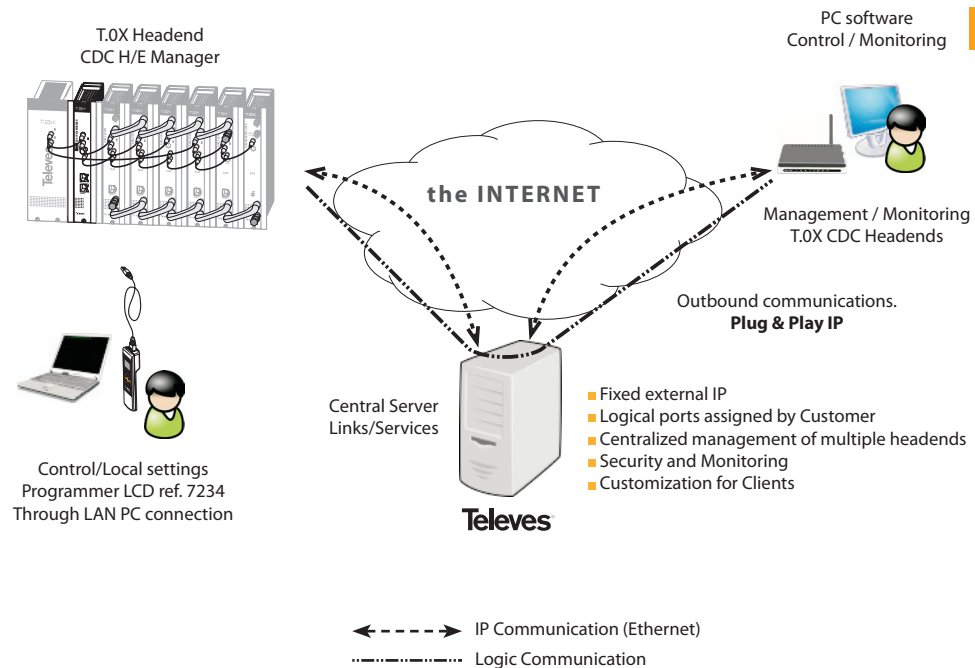 T.0X Headend
CDC H/E Manager
PC software
Control / Monitoring
Televes
the INTERNET
Management / Monitoring
T.0X CDC Headends
Outbound communications.
Plug & Play IP
Central Server
Links/Services
Fixed external IP
Logical ports assigned by Customer
Centralized management of multiple headends
Security and Monitoring
Customization for Clients
Control/Local settings
Programmer LCD ref. 7234
Through LAN PC connection
Televes
IP Communication (Ethernet)
Logic Communication